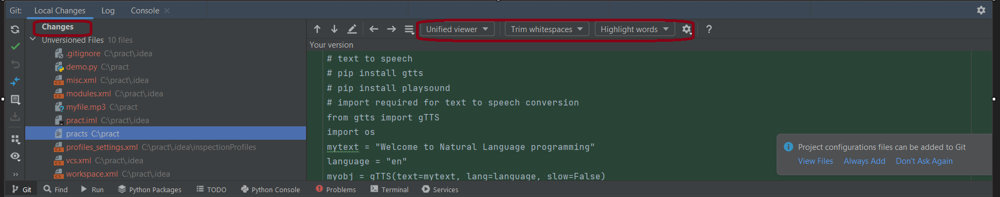 Git: Local Changes Log Console
Changes
Unversioned Files 10 files
.gitignore C:\pract\.idea
demo.py C:\pract
misc.xml C:\pract\.idea
modules.xml C:\pract\.idea
myfile.mp3 C:\pract
pract.iml C:\pract\.idea
practs C:\pract
profiles_settings.xml C:\pract\.idea\inspectionProfiles
vcs.xml C:\pract\.idea
workspace.xml C:\pract\.idea
Unified viewer Trim whitespaces Highlight words ?
Your version
# text to speech
# pip install gtts
# pip install playsound
# import required for text to speech conversion
from gtts import gTTS
import os
mytext = "Welcome to Natural Language programming"
language = "en"
myobj = gTTS(text=mytext, lang=language, slow=False)
Project configurations files can be added to Git
View Files Always Add Don't Ask Again
Git Find Run Python Packages TODO Python Console Problems Terminal Services